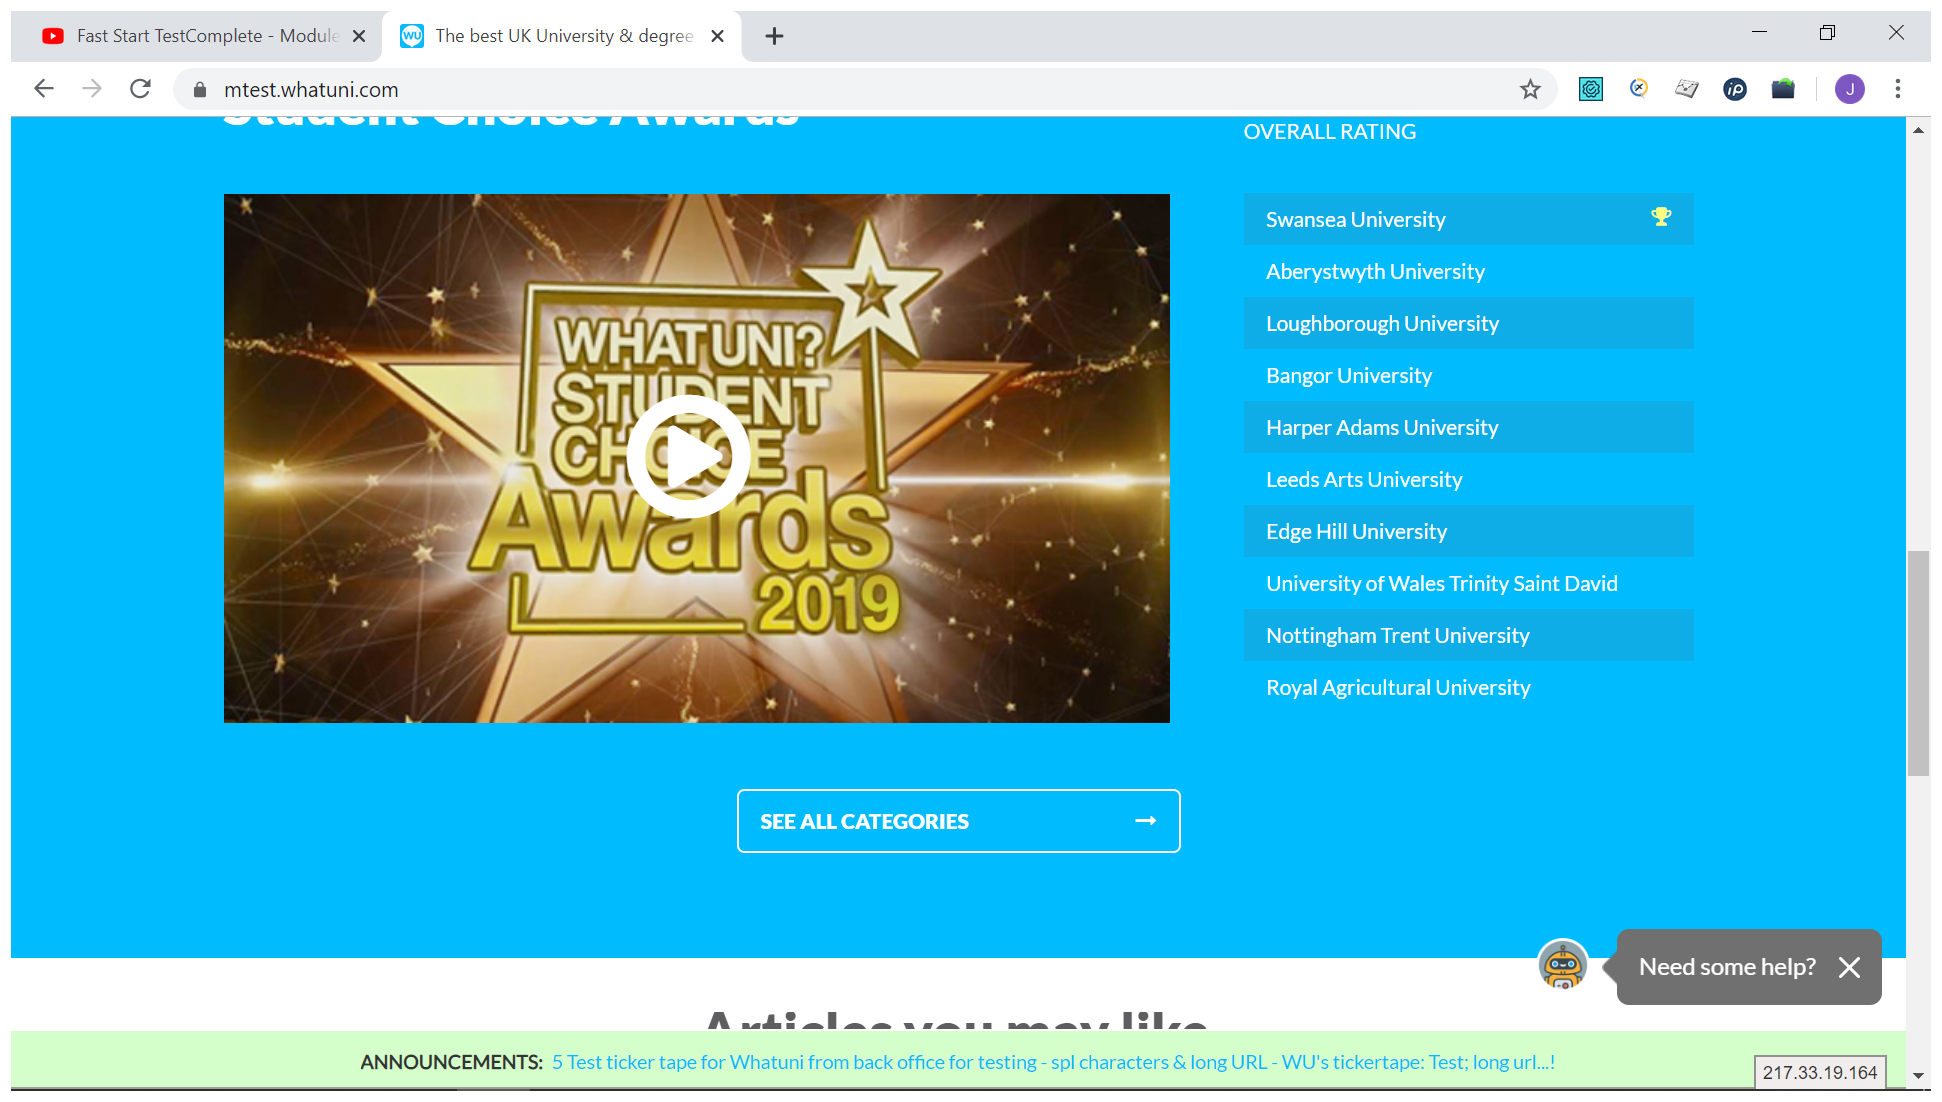 Fast Start TestComplete - Module
The best UK University & degree
mtest.whatuni.com
J
Student Choice Awards
OVERALL RATING
WHATUNI?
STUDENT
CHOICE
Awards
2019
Swansea University
Aberystwyth University
Loughborough University
Bangor University
Harper Adams University
Leeds Arts University
Edge Hill University
University of Wales Trinity Saint David
Nottingham Trent University
Royal Agricultural University
SEE ALL CATEGORIES
Need some help?
Articles you may like
ANNOUNCEMENTS: 5 Test ticker tape for Whatuni from back office for testing - spl characters & long URL - WU's tickertape: Test; long url...!
217.33.19.164